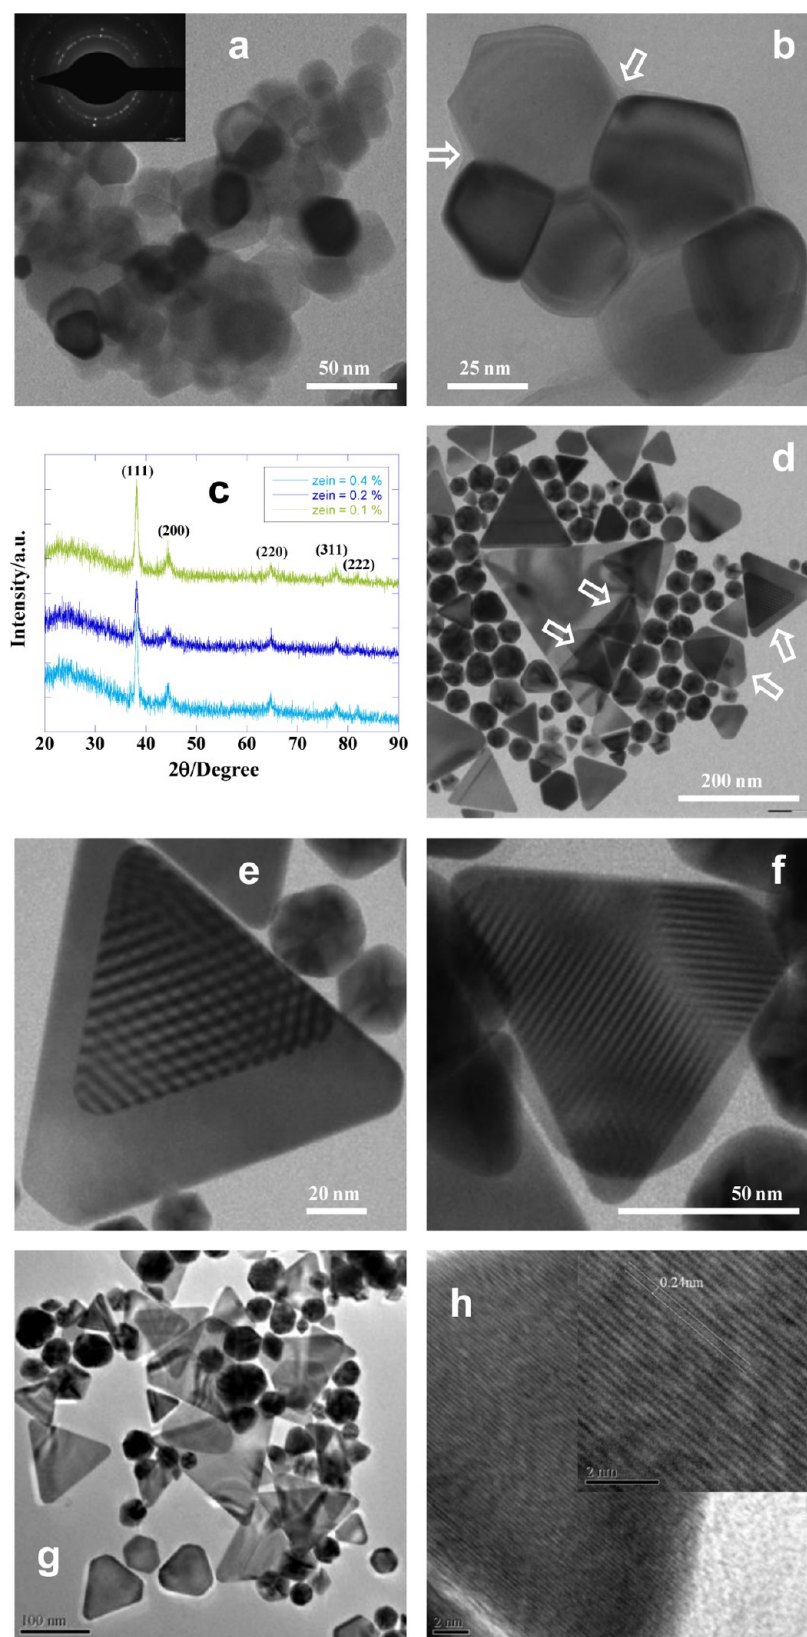 a
50 nm
b
25 nm
c
(111)
(200)
(220)
(311)
(222)
zein = 0.4 %
zein = 0.2 %
zein = 0.1 %
Intensity/a.u.
20 30 40 50 60 70 80 90
2θ/Degree
d
200 nm
e
20 nm
f
50 nm
g
100 nm
h
0.24nm
2 nm
2 nm